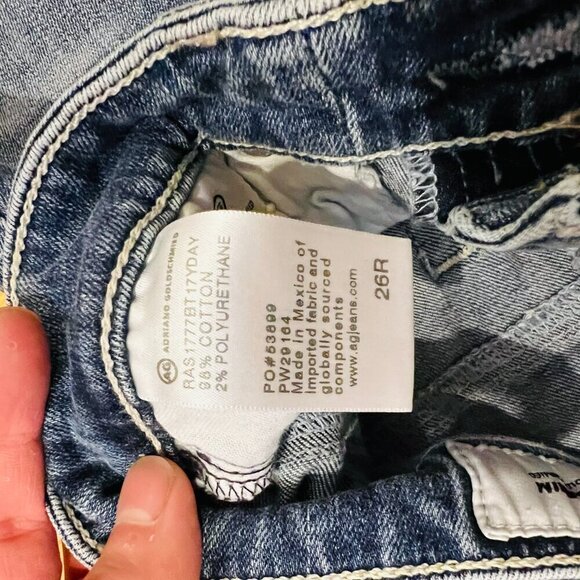 AG ADRIANO GOLDSCHMIED
RAS1777BT17YDAY
98% COTTON
2% POLYURETHANE
PO#53899
PW29164
Made in Mexico of
imported fabric and
globally sourced
components
www.agjeans.com
26R